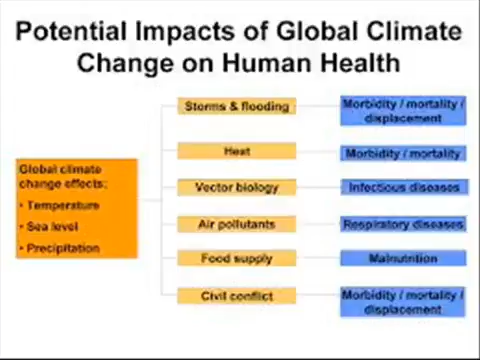 Potential Impacts of Global Climate
Change on Human Health
Global climate
change effects:
• Temperature
• Sea level
• Precipitation
Storms & flooding
Morbidity / mortality /
displacement
Heat
Morbidity / mortality
Vector biology
Infectious diseases
Air pollutants
Respiratory diseases
Food supply
Malnutrition
Civil conflict
Morbidity / mortality /
displacement